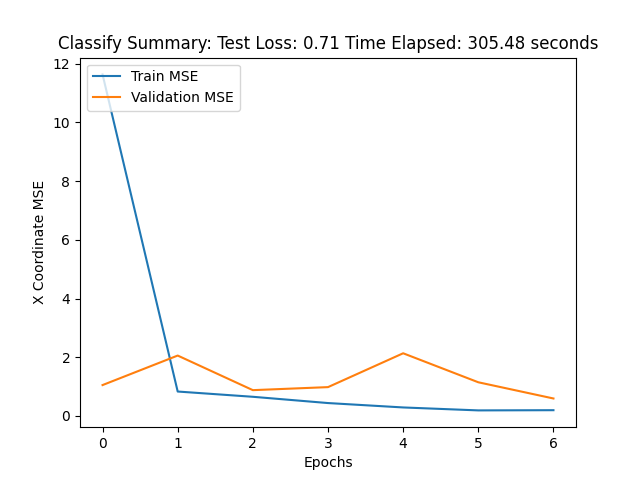 Classify Summary: Test Loss: 0.71 Time Elapsed: 305.48 seconds
Train MSE
Validation MSE
12
10
8
6
4
2
0
X Coordinate MSE
0 1 2 3 4 5 6
Epochs